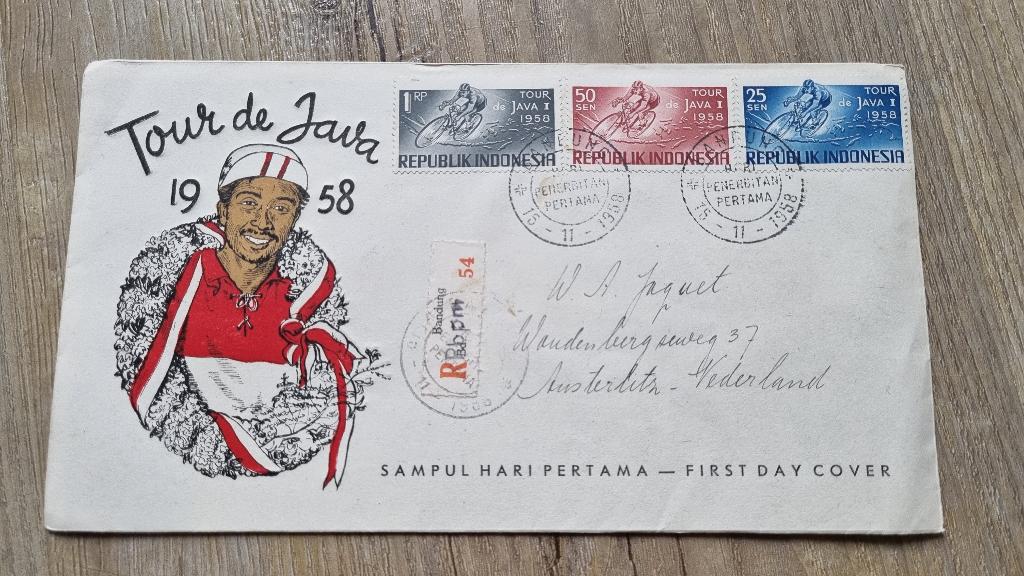 Tour de Java
19 58
1 RP
TOUR
de JAVA I
1958
REPUBLIK INDONESIA
50 SEN
TOUR
de JAVA I
1958
REPUBLIK INDONESIA
25 SEN
TOUR
de JAVA I
1958
REPUBLIK INDONESIA
PENERBITAN
PERTAMA
15 - 11 - 1958
PENERBITAN
PERTAMA
15 - 11 - 1958
R
Bandung
54
W. A. Jaquet
Woudenbergseweg 37
Austerlitz - Nederland
SAMPUL HARI PERTAMA — FIRST DAY COVER